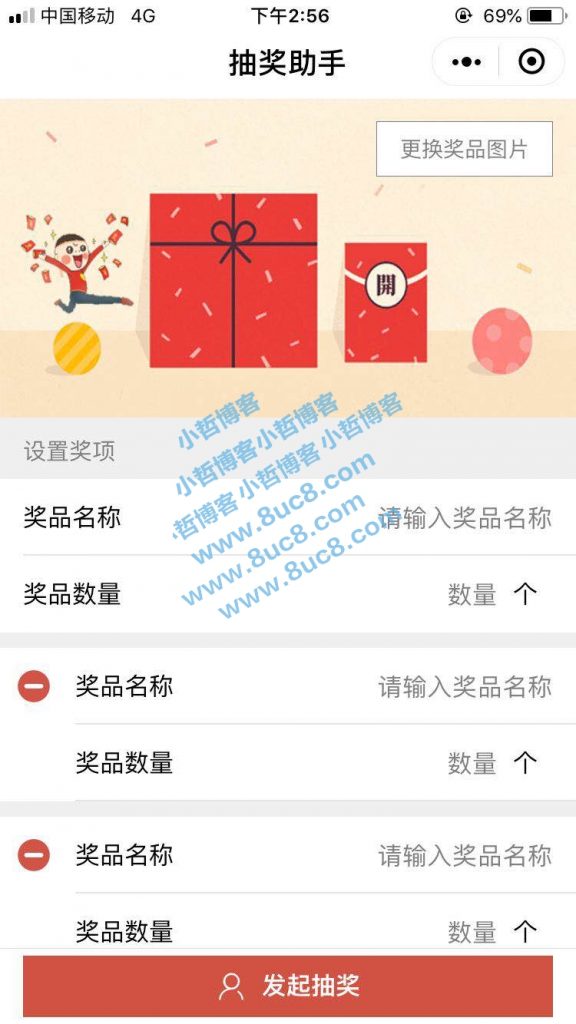 中国移动 4G 下午2:56 69%
抽奖助手
更换奖品图片
開
小哲博客
小哲博客小哲博客
小哲博客小哲博客小哲博客
www.8uc8.com
www.8uc8.com
www.8uc8.com
设置奖项
奖品名称 请输入奖品名称
奖品数量 数量 个
奖品名称 请输入奖品名称
奖品数量 数量 个
奖品名称 请输入奖品名称
奖品数量 数量 个
发起抽奖